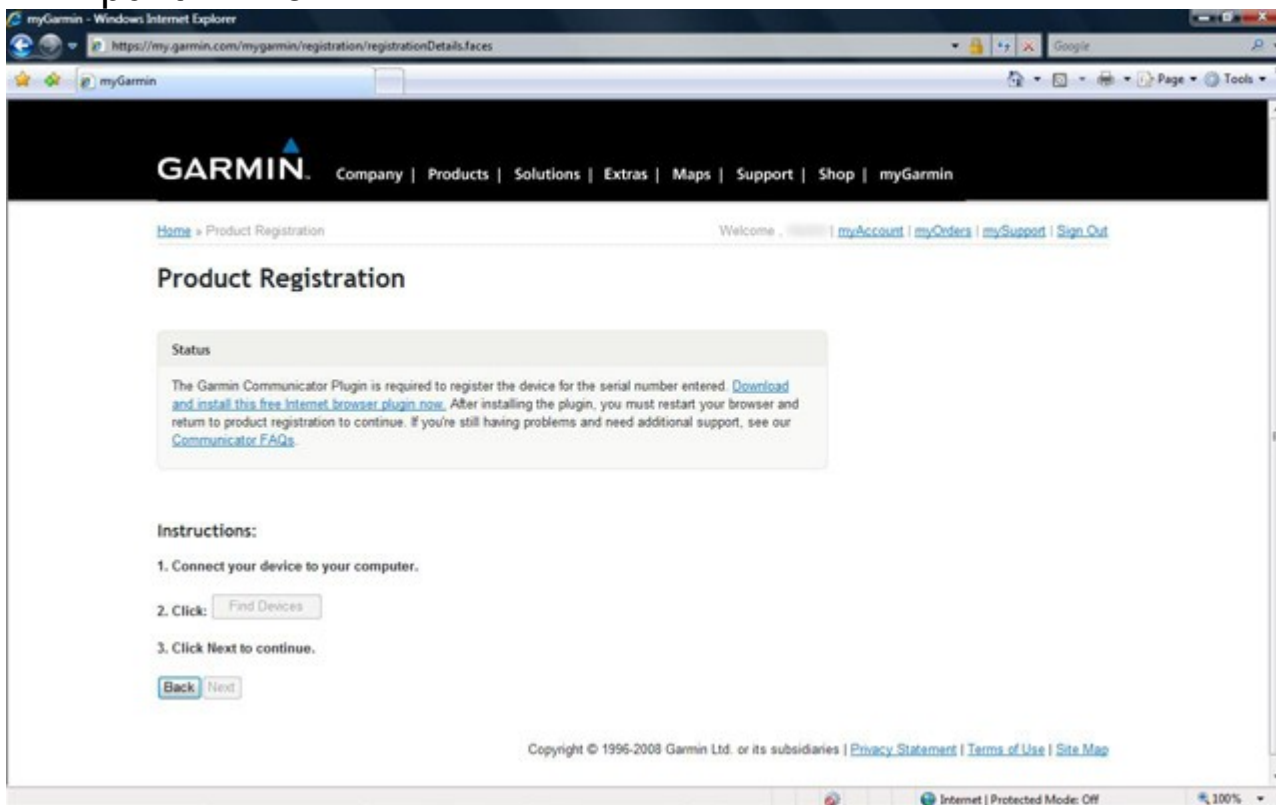 myGarmin - Windows Internet Explorer
https://my.garmin.com/mygarmin/registration/registrationDetails.faces
Google
myGarmin
Page Tools
GARMIN. Company | Products | Solutions | Extras | Maps | Support | Shop | myGarmin
Home » Product Registration
Welcome , | myAccount | myOrders | mySupport | Sign Out
Product Registration
Status
The Garmin Communicator Plugin is required to register the device for the serial number entered. Download
and install this free Internet browser plugin now. After installing the plugin, you must restart your browser and
return to product registration to continue. If you're still having problems and need additional support, see our
Communicator FAQs.
Instructions:
1. Connect your device to your computer.
2. Click: Find Devices
3. Click Next to continue.
Back Next
Copyright © 1996-2008 Garmin Ltd. or its subsidiaries | Privacy Statement | Terms of Use | Site Map
Internet | Protected Mode: Off 100%